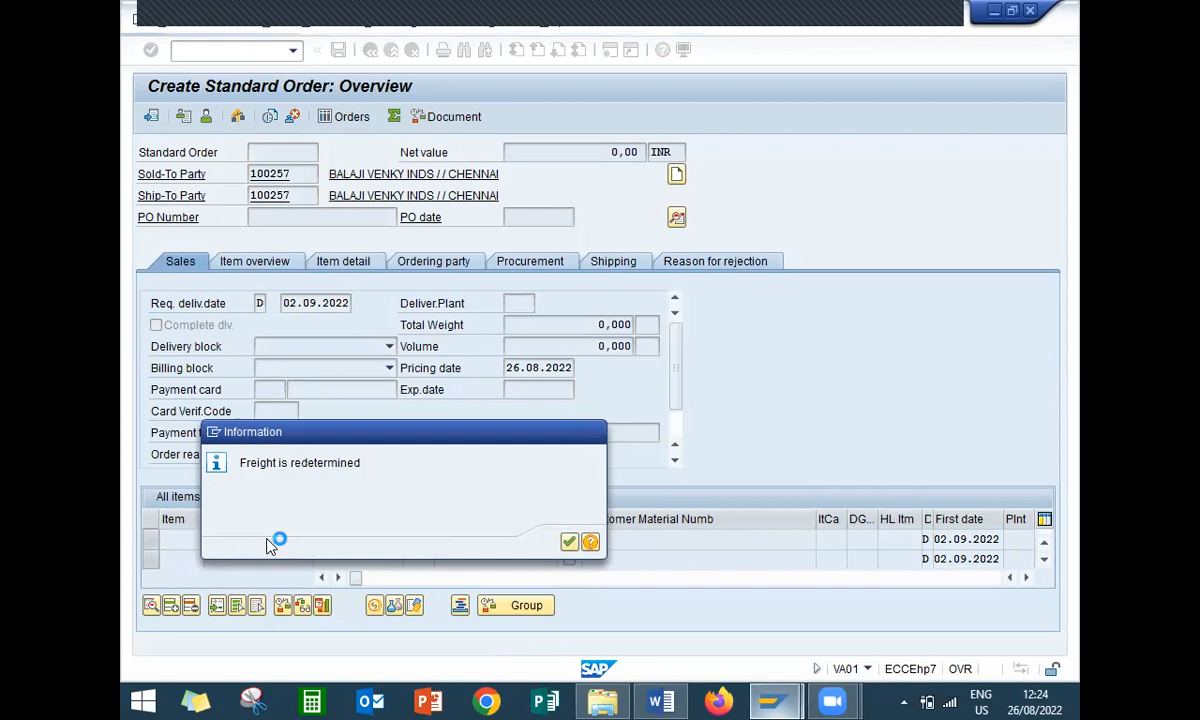 Create Standard Order: Overview
Orders Document
Standard Order Net value 0,00 INR
Sold-To Party 100257 BALAJI VENKY INDS / / CHENNAI
Ship-To Party 100257 BALAJI VENKY INDS / / CHENNAI
PO Number PO date
Sales Item overview Item detail Ordering party Procurement Shipping Reason for rejection
Req. deliv.date D 02.09.2022 Deliver.Plant
Complete dlv. Total Weight 0,000
Delivery block Volume 0,000
Billing block Pricing date 26.08.2022
Payment card Exp.date
Card Verif.Code
Payment
Order rea
Information
Freight is redetermined
All items
Item tomer Material Numb ItCa DG... HL Itm D First date Plnt
D 02.09.2022
D 02.09.2022
Group
SAP VA01 ECCEhp7 OVR
ENG 12:24
US 26/08/2022